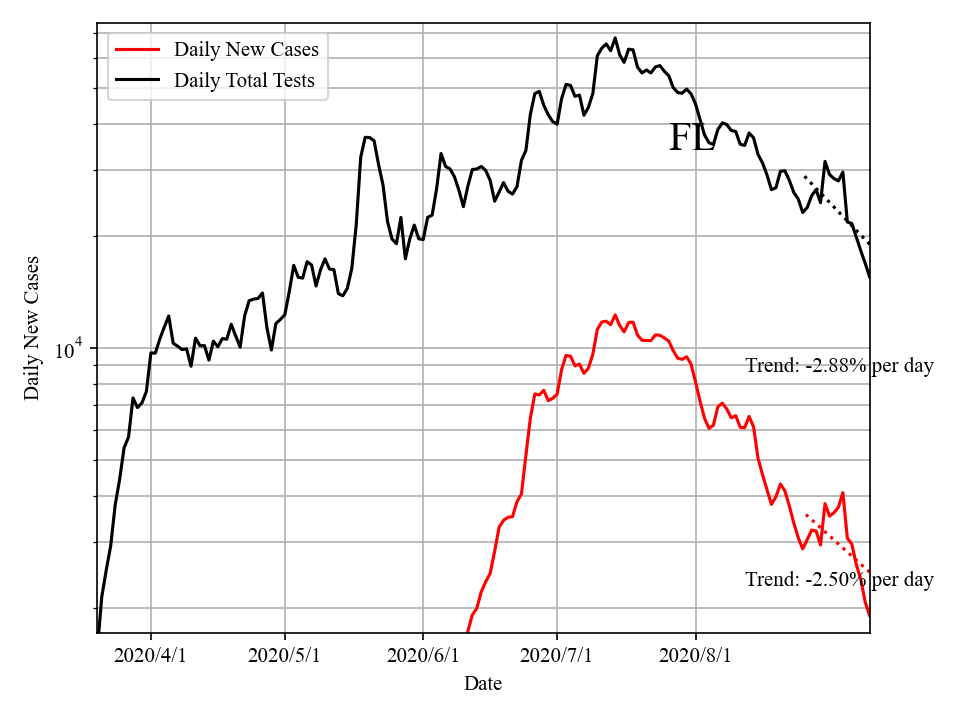 Daily New Cases
Daily Total Tests
FL
Daily New Cases
10^4
Trend: -2.88% per day
Trend: -2.50% per day
2020/4/1 2020/5/1 2020/6/1 2020/7/1 2020/8/1
Date